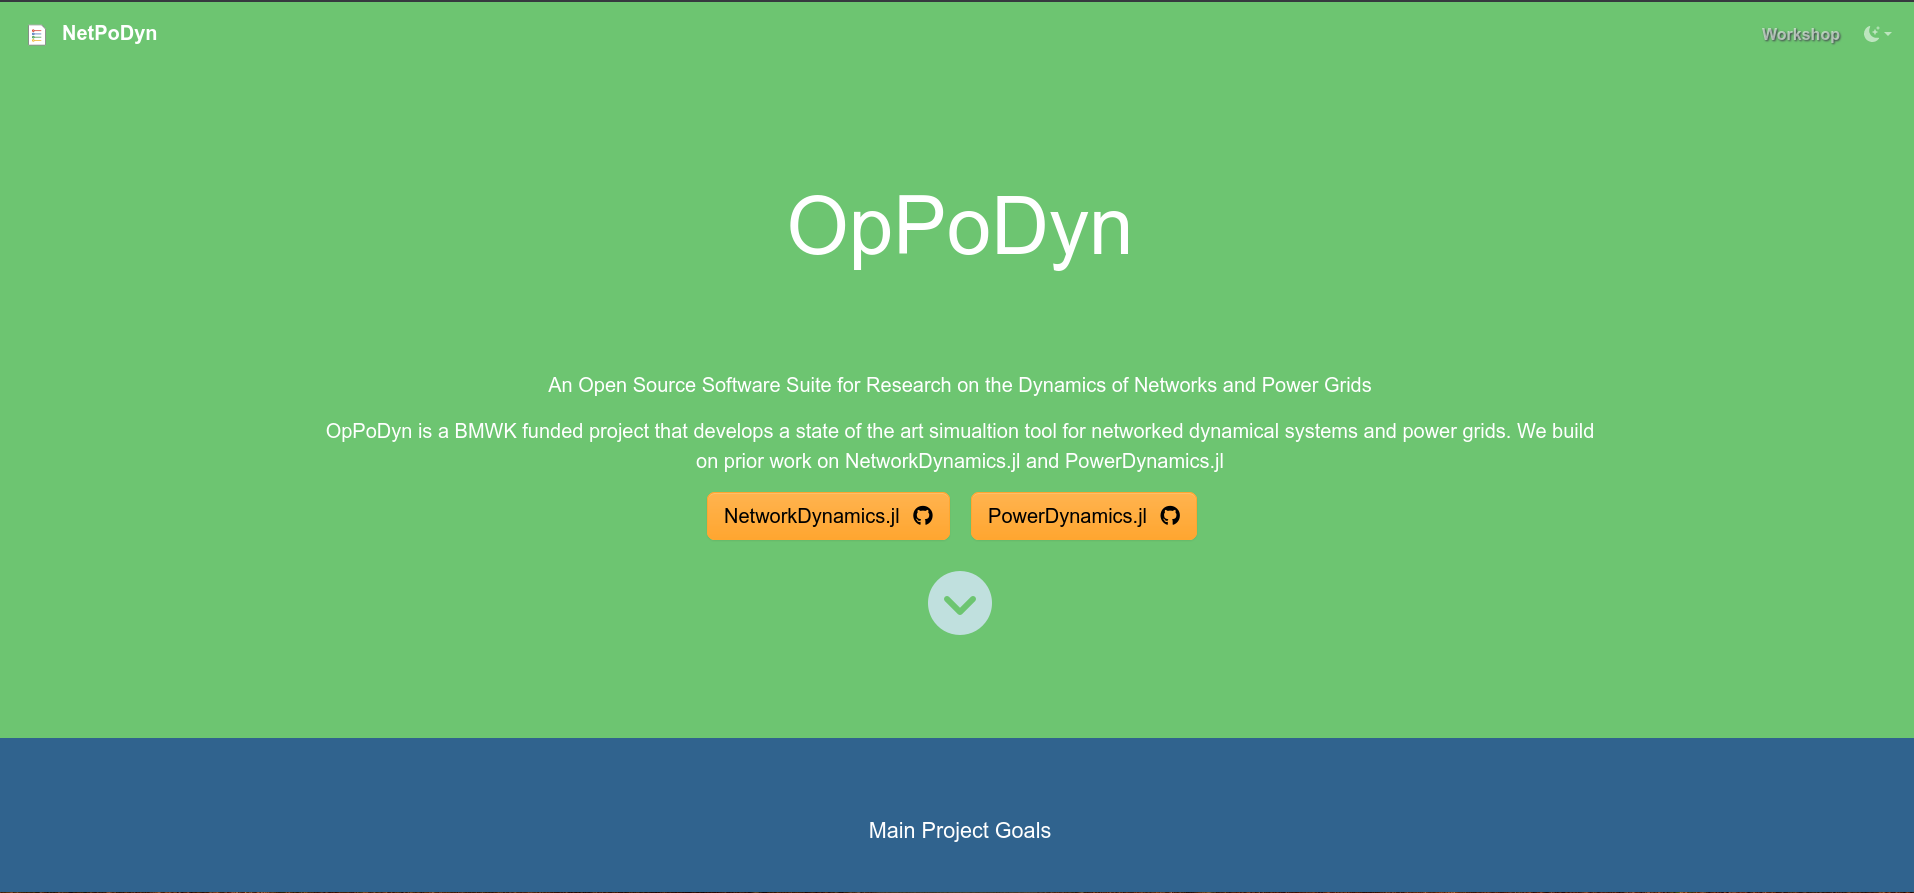 NetPoDyn
Workshop
OpPoDyn
An Open Source Software Suite for Research on the Dynamics of Networks and Power Grids
OpPoDyn is a BMWK funded project that develops a state of the art simualtion tool for networked dynamical systems and power grids. We build
on prior work on NetworkDynamics.jl and PowerDynamics.jl
NetworkDynamics.jl
PowerDynamics.jl
Main Project Goals